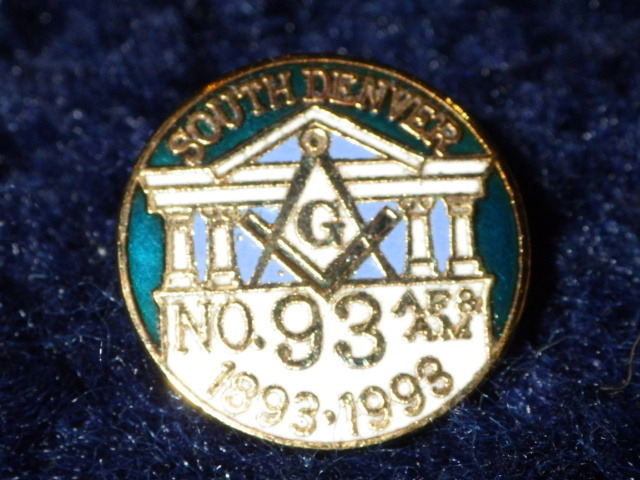 SOUTH DENVER
G
NO. 93 AF&
AM
1893·1993